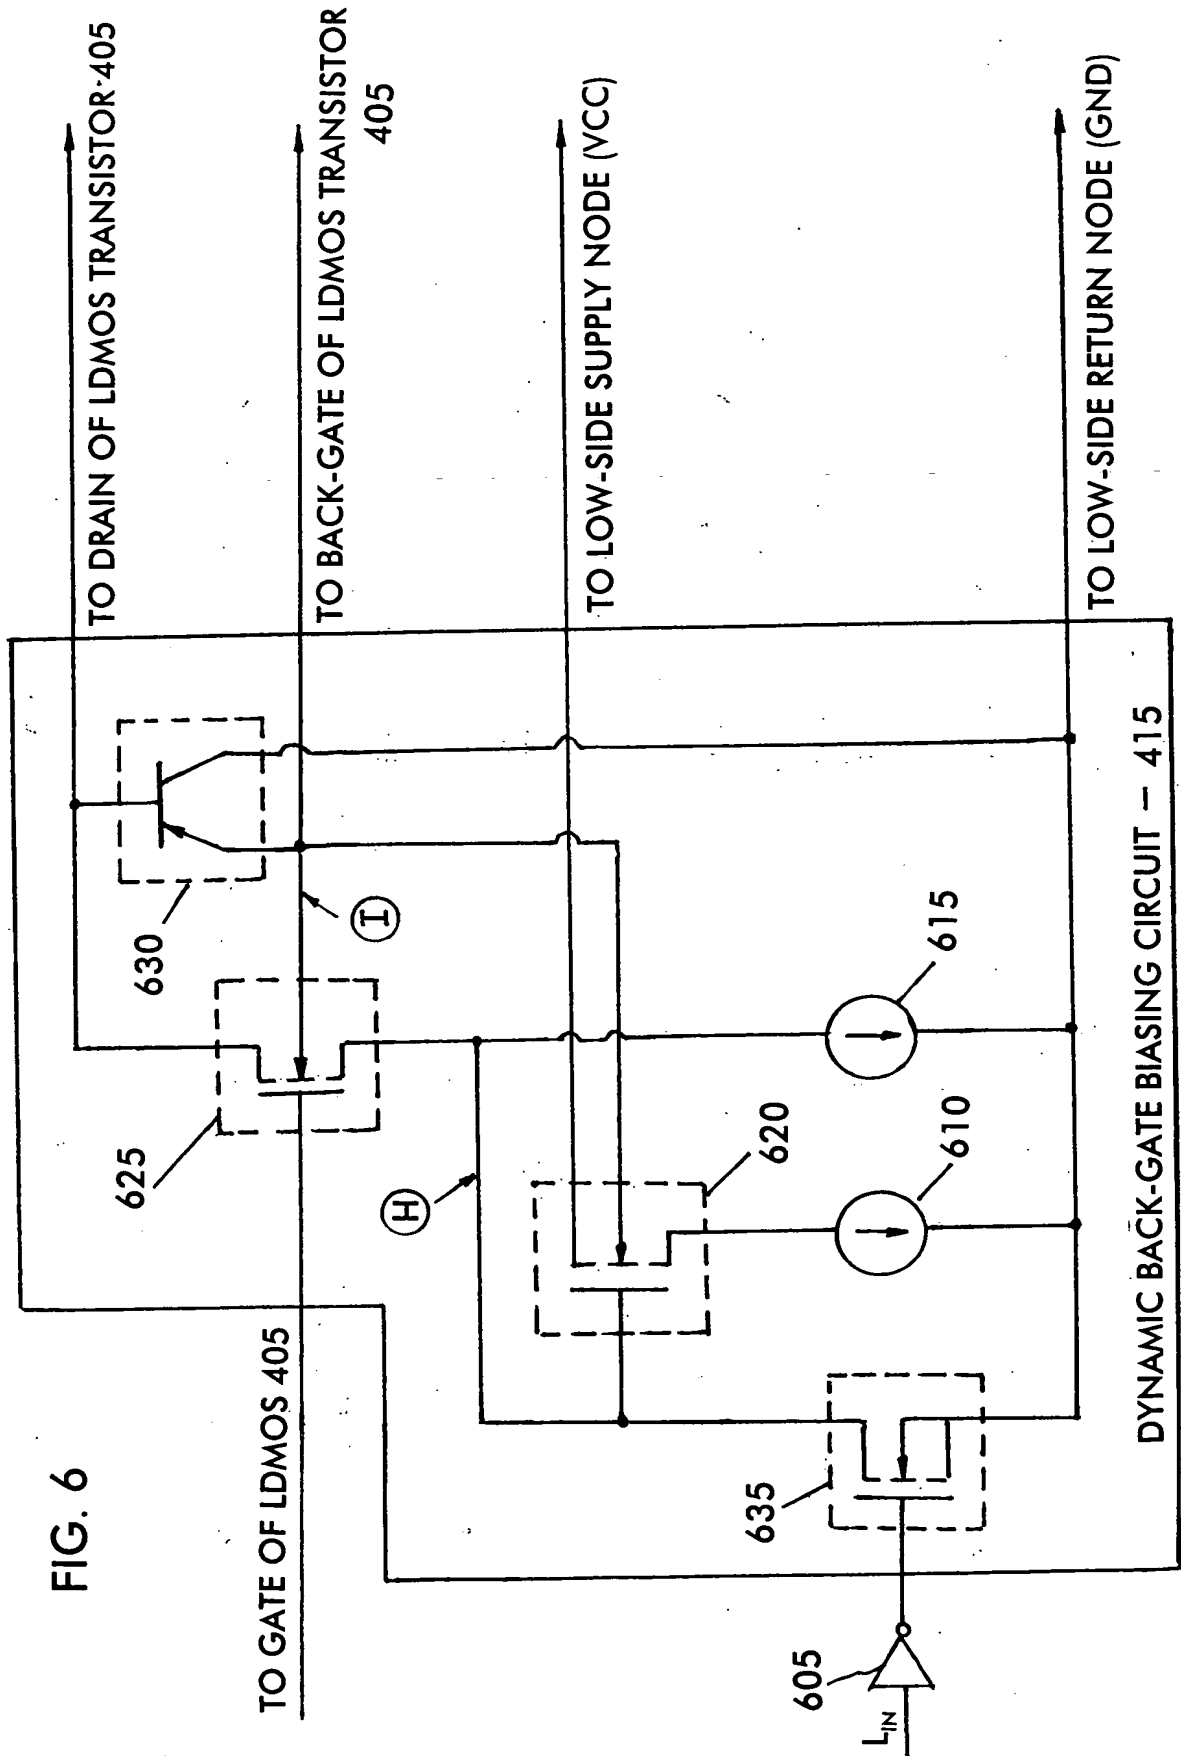 FIG. 6
TO DRAIN OF LDMOS TRANSISTOR 405
TO BACK-GATE OF LDMOS TRANSISTOR
405
TO LOW-SIDE SUPPLY NODE (VCC)
TO LOW-SIDE RETURN NODE (GND)
TO GATE OF LDMOS 405
630
I
625
H
615
620
610
635
605
LIN
DYNAMIC BACK-GATE BIASING CIRCUIT — 415